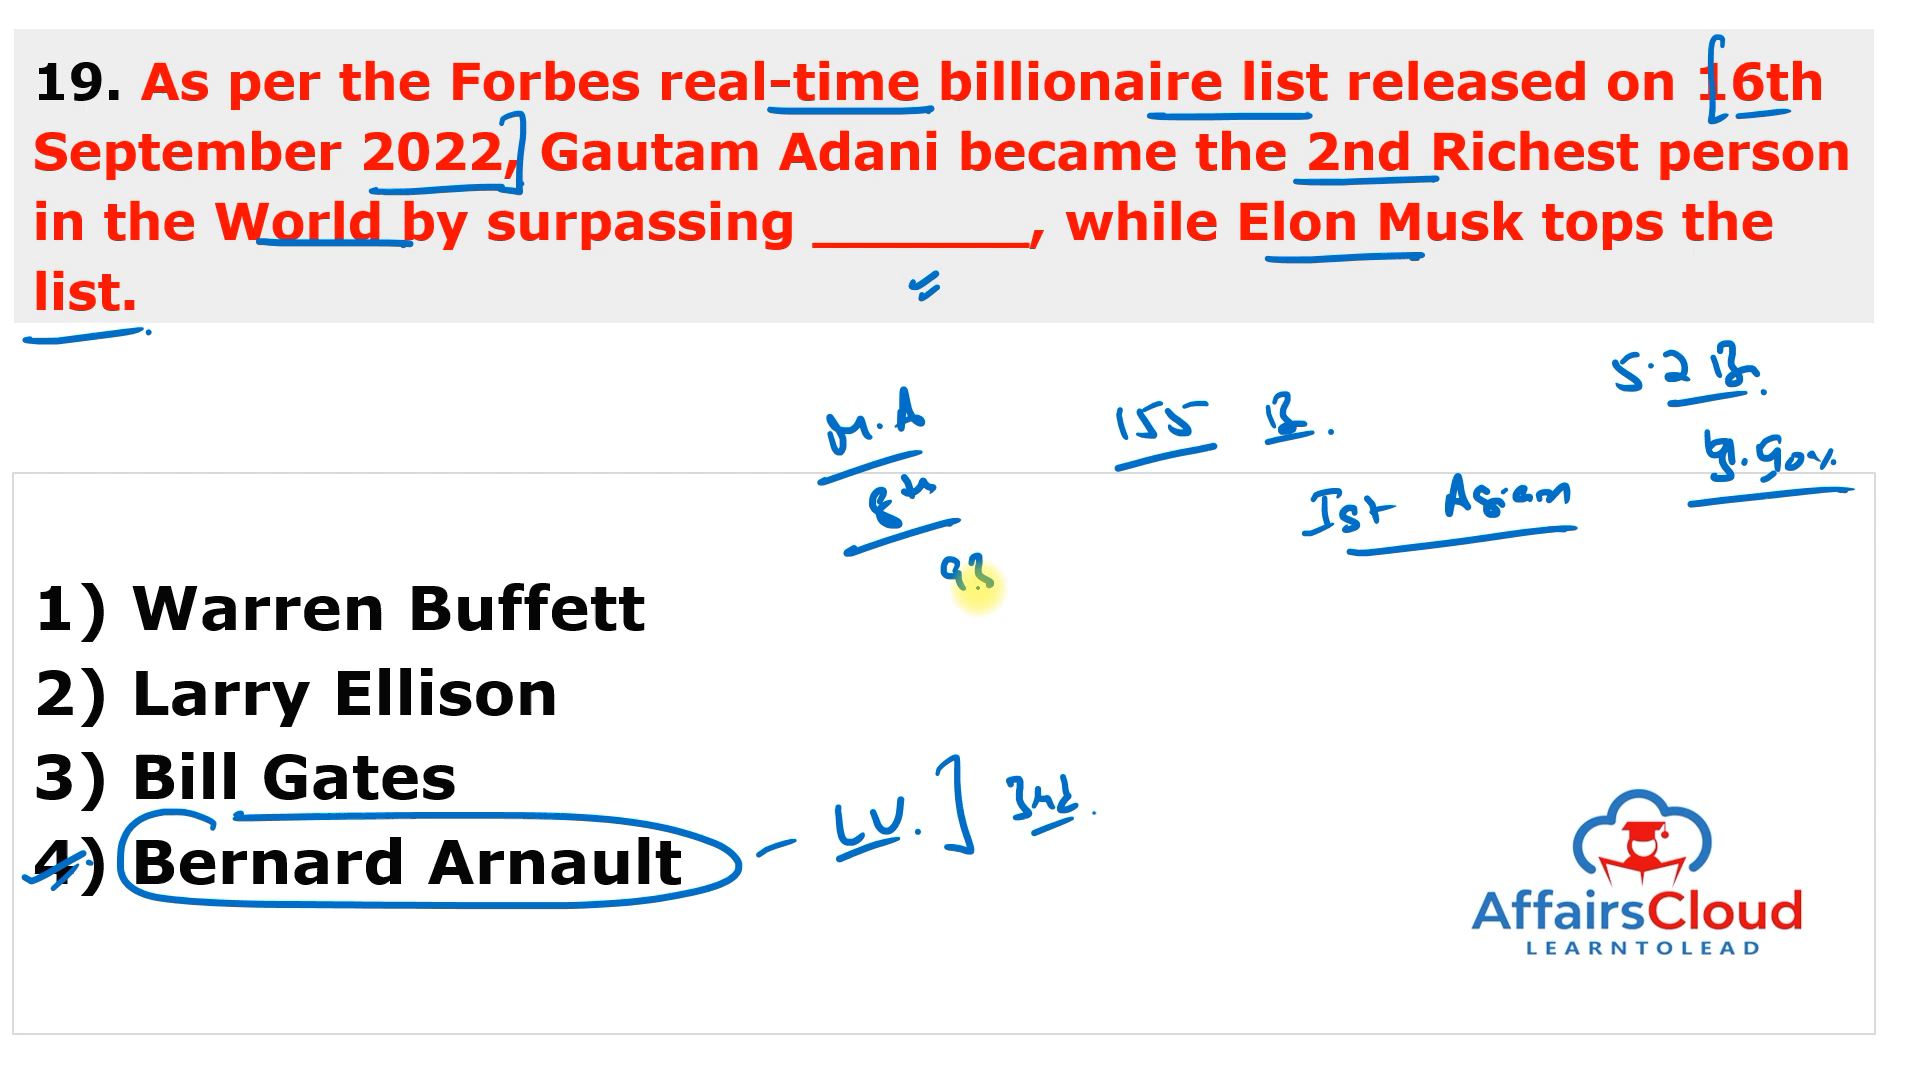 19. As per the Forbes real-time billionaire list released on 16th
September 2022, Gautam Adani became the 2nd Richest person
in the World by surpassing ________, while Elon Musk tops the
list.
5.2 B.
M.A
155 B.
8th
Ist Asian
1) Warren Buffett
2) Larry Ellison
3) Bill Gates
4) Bernard Arnault - LV.] 3rd.
AffairsCloud
LEARNTOLEAD